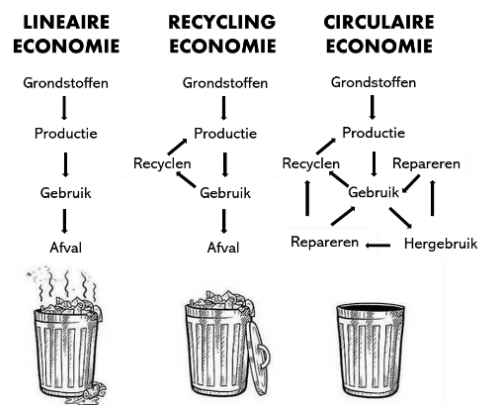 LINEAIRE
ECONOMIE
Grondstoffen
Productie
Gebruik
Afval
RECYCLING
ECONOMIE
Grondstoffen
Productie
Recyclen
Gebruik
Afval
CIRCULAIRE
ECONOMIE
Grondstoffen
Productie
Recyclen
Repareren
Gebruik
Repareren
Hergebruik